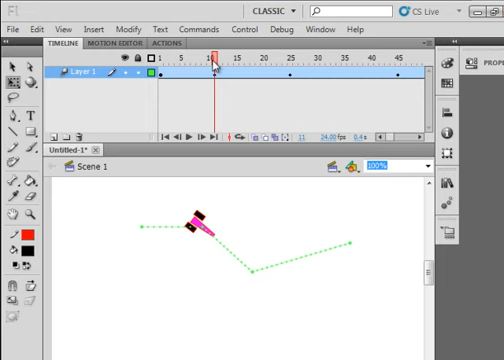 Fl CLASSIC CS Live
File Edit View Insert Modify Text Commands Control Debug Window Help
TIMELINE MOTION EDITOR ACTIONS PROPE
1 5 10 15 20 25 30 35 40 45
Layer 1
11 24.00 fps 0.4 s
Untitled-1*
Scene 1 100%